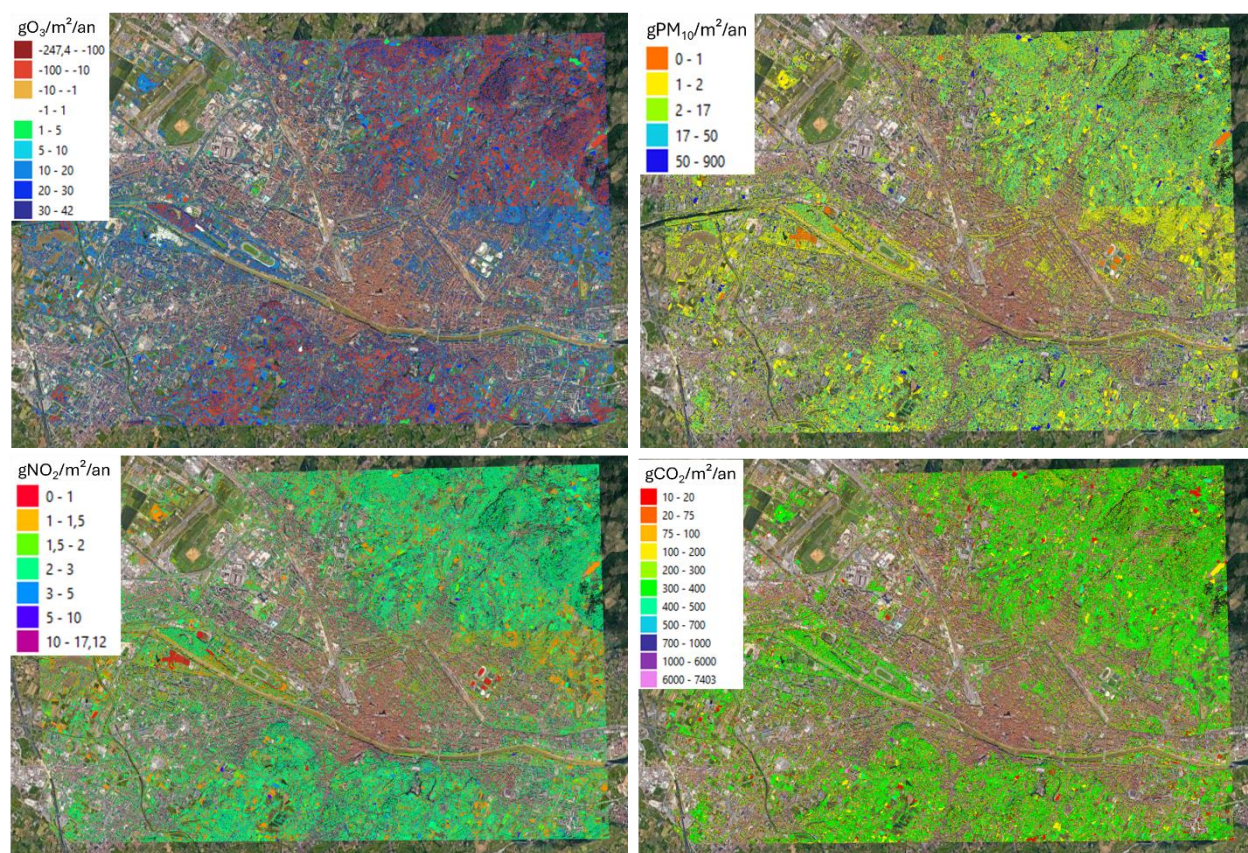 gO₃/m²/an
-247,4 - -100
-100 - -10
-10 - -1
-1 - 1
1 - 5
5 - 10
10 - 20
20 - 30
30 - 42
gPM₁₀/m²/an
0 - 1
1 - 2
2 - 17
17 - 50
50 - 900
gNO₂/m²/an
0 - 1
1 - 1,5
1,5 - 2
2 - 3
3 - 5
5 - 10
10 - 17,12
gCO₂/m²/an
10 - 20
20 - 75
75 - 100
100 - 200
200 - 300
300 - 400
400 - 500
500 - 700
700 - 1000
1000 - 6000
6000 - 7403